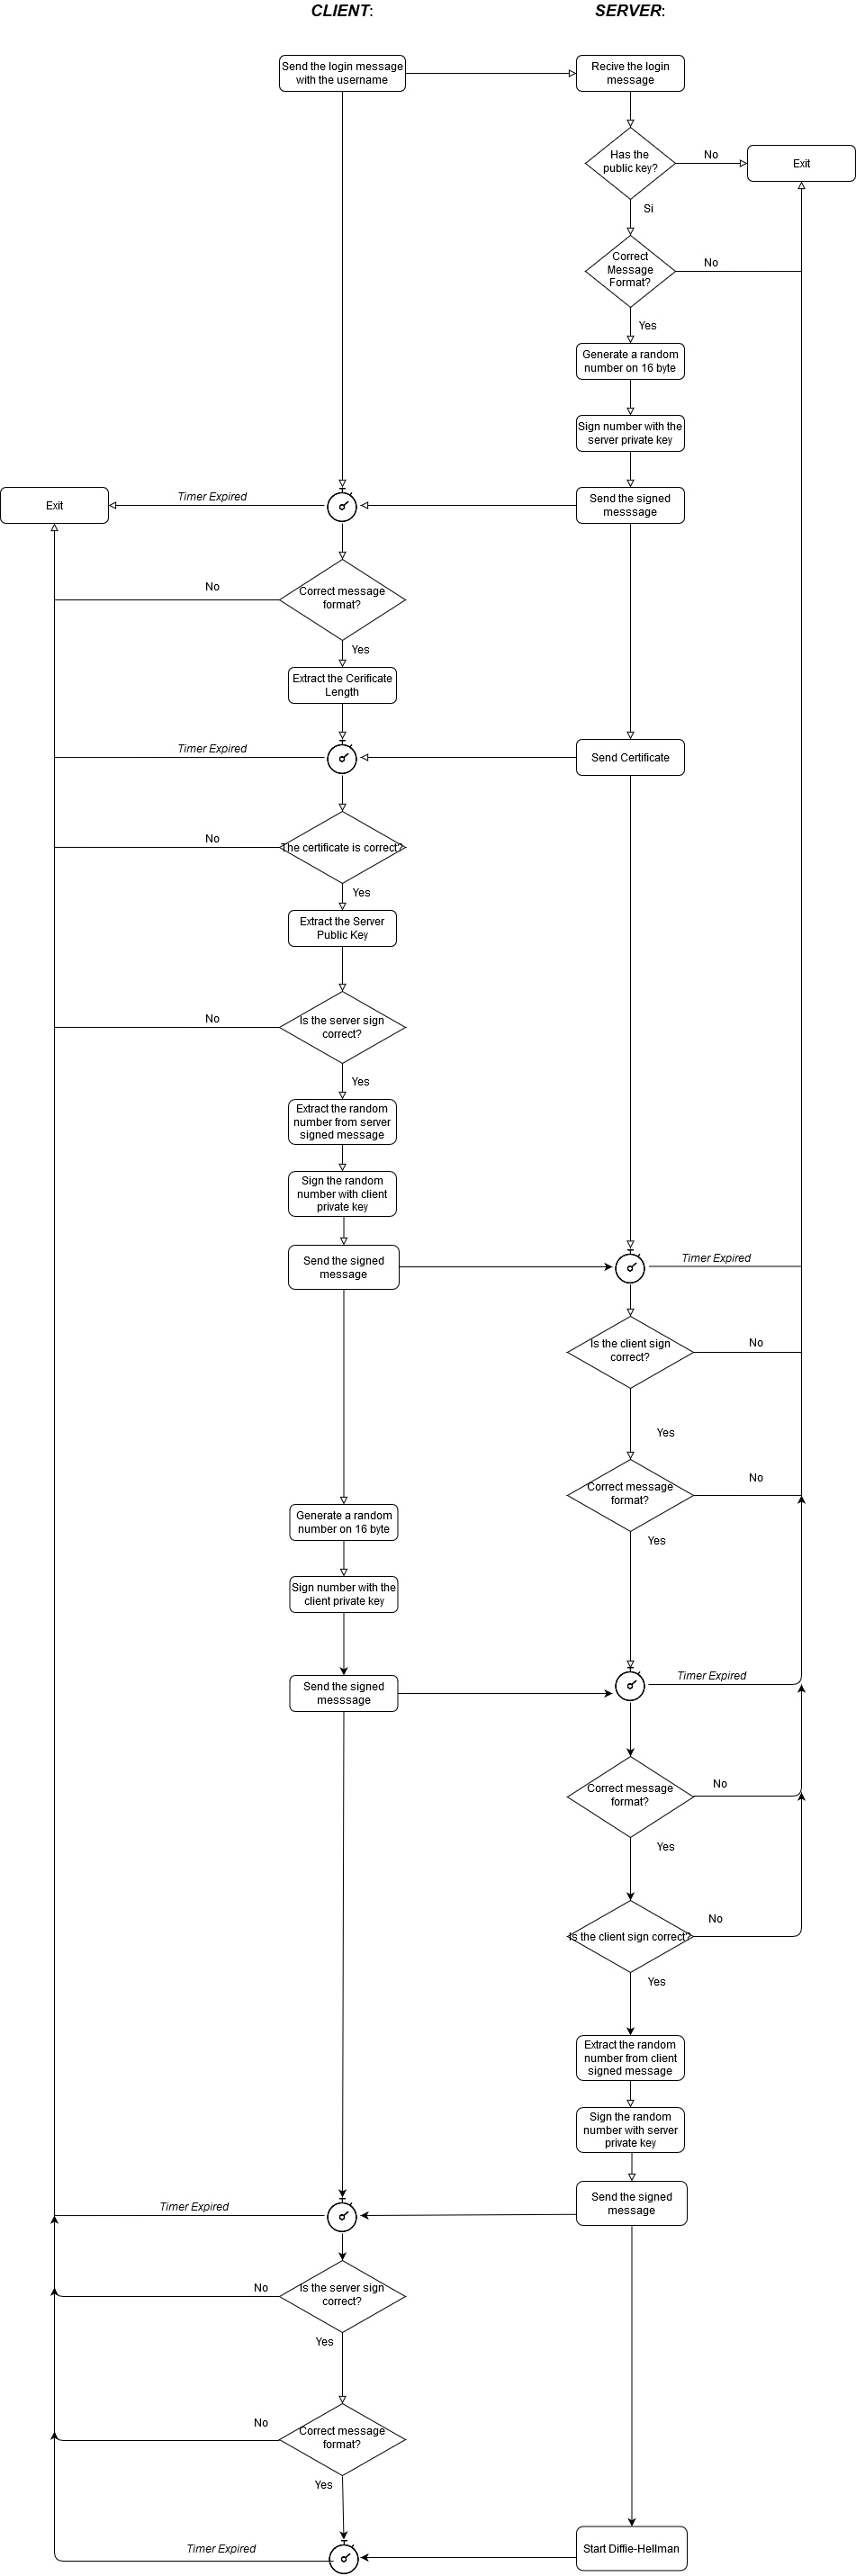 CLIENT:
SERVER:
Send the login message
with the username
Recive the login
message
Has the
public key?
No
Exit
Si
Correct
Message
Format?
No
Yes
Generate a random
number on 16 byte
Sign number with the
server private key
Exit
Timer Expired
Send the signed
messsage
No
Correct message
format?
Yes
Extract the Cerificate
Length
Timer Expired
Send Certificate
No
The certificate is correct?
Yes
Extract the Server
Public Key
No
Is the server sign
correct?
Yes
Extract the random
number from server
signed message
Sign the random
number with client
private key
Send the signed
message
Timer Expired
Is the client sign
correct?
No
Yes
Correct message
format?
No
Yes
Generate a random
number on 16 byte
Sign number with the
client private key
Send the signed
messsage
Timer Expired
Correct message
format?
No
Yes
Is the client sign correct?
No
Yes
Extract the random
number from client
signed message
Sign the random
number with server
private key
Send the signed
message
Timer Expired
No
Is the server sign
correct?
Yes
No
Correct message
format?
Yes
Timer Expired
Start Diffie-Hellman